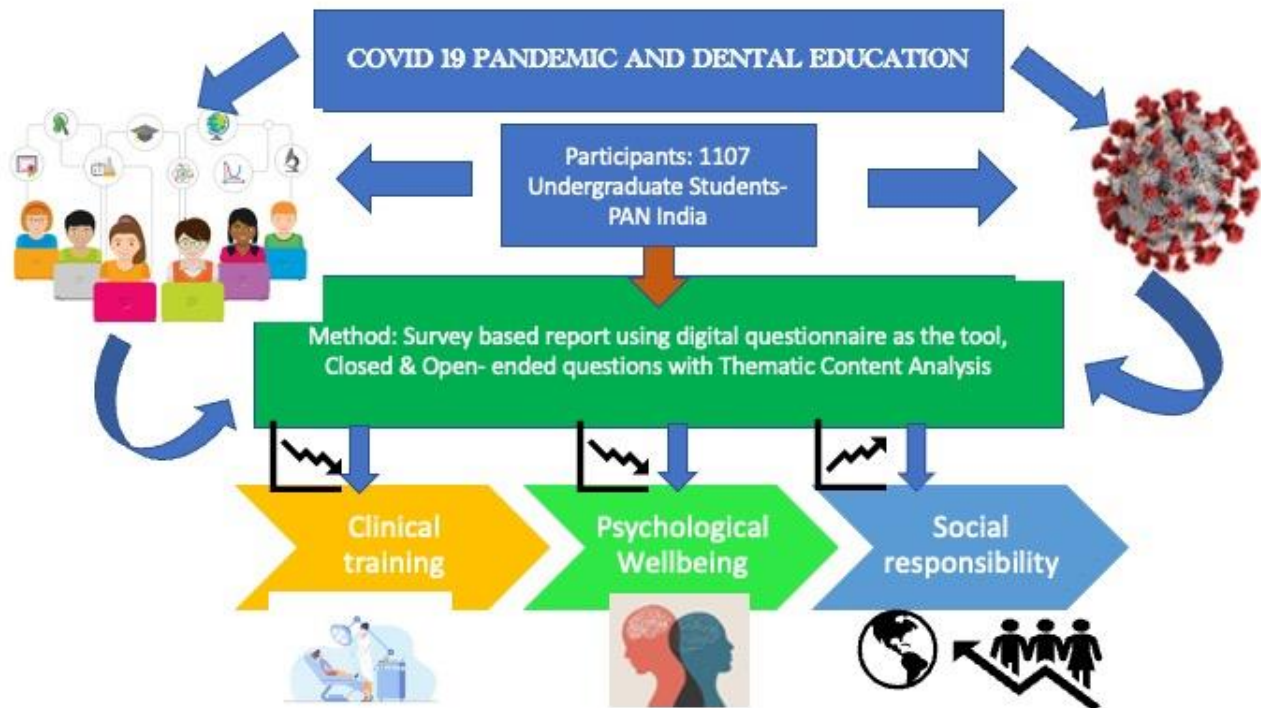 COVID 19 PANDEMIC AND DENTAL EDUCATION
Participants: 1107
Undergraduate Students-
PAN India
Method: Survey based report using digital questionnaire as the tool,
Closed & Open- ended questions with Thematic Content Analysis
Clinical
training
Psychological
Wellbeing
Social
responsibility